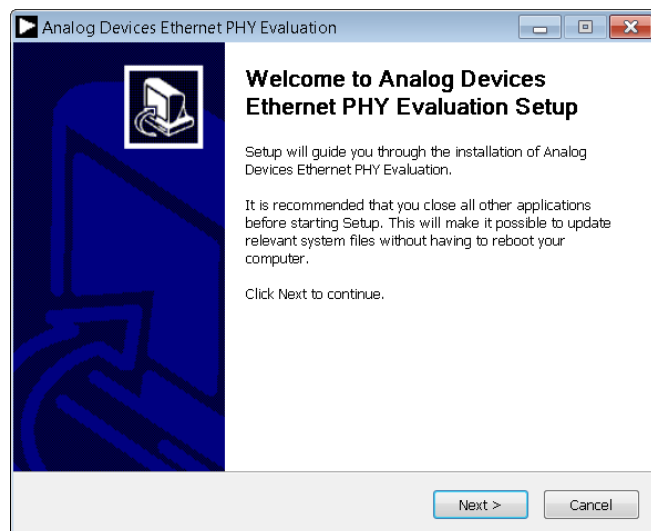 Analog Devices Ethernet PHY Evaluation
Welcome to Analog Devices
Ethernet PHY Evaluation Setup
Setup will guide you through the installation of Analog
Devices Ethernet PHY Evaluation.
It is recommended that you close all other applications
before starting Setup. This will make it possible to update
relevant system files without having to reboot your
computer.
Click Next to continue.
Next >
Cancel